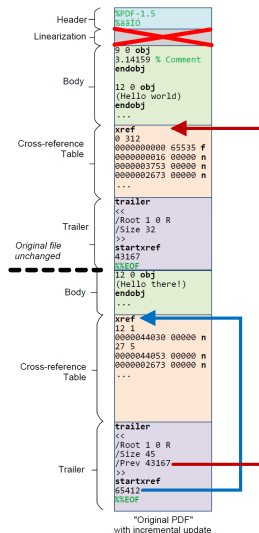 Header
%PDF-1.5
%âãÏÓ
Linearization
Body
9 0 obj
3.14159 % Comment
endobj
12 0 obj
(Hello world)
endobj
...
Cross-reference
Table
xref
0 312
0000000000 65535 f
0000000016 00000 n
0000003753 00000 n
0000002673 00000 n
...
Trailer
trailer
<<
/Root 1 0 R
/Size 32
>>
startxref
43167
%%EOF
Original file
unchanged
Body
12 0 obj
(Hello there!)
endobj
...
Cross-reference
Table
xref
12 1
0000044030 00000 n
27 5
0000044053 00000 n
0000002673 00000 n
...
Trailer
trailer
<<
/Root 1 0 R
/Size 45
/Prev 43167
>>
startxref
65412
%%EOF
"Original PDF"
with incremental update